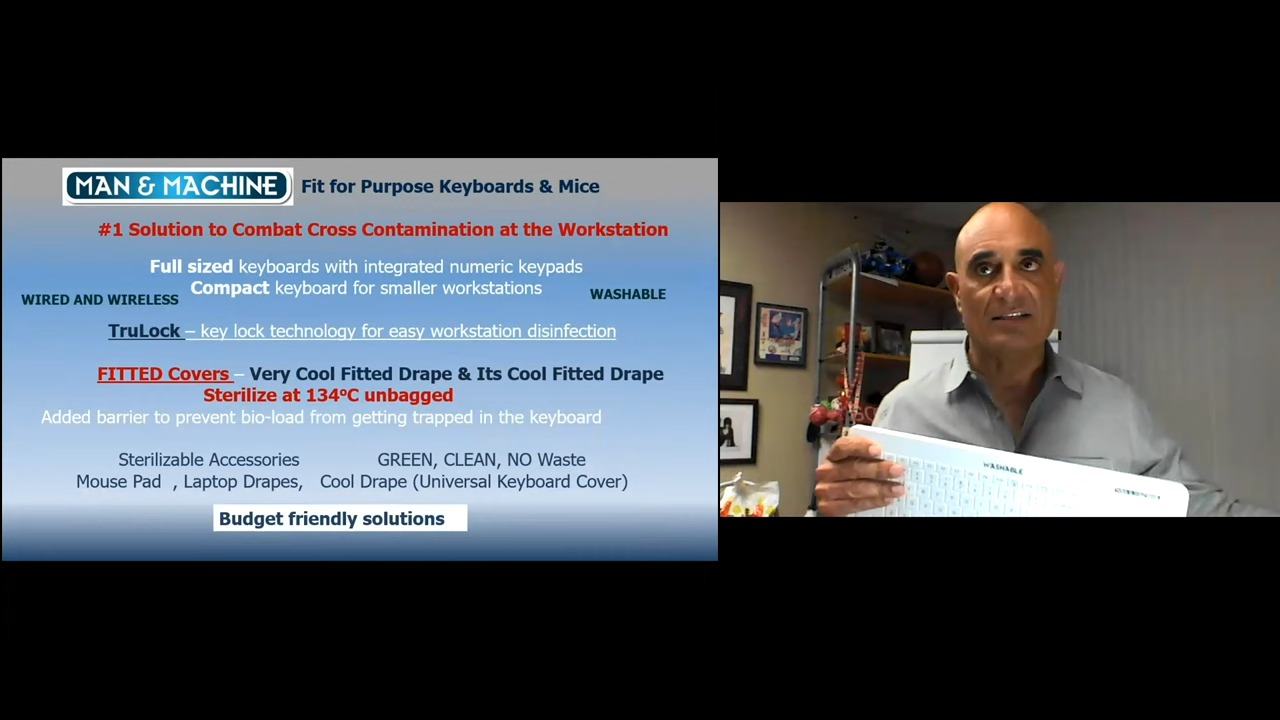 MAN & MACHINE Fit for Purpose Keyboards & Mice
#1 Solution to Combat Cross Contamination at the Workstation
Full sized keyboards with integrated numeric keypads
Compact keyboard for smaller workstations
WIRED AND WIRELESS
WASHABLE
TruLock – key lock technology for easy workstation disinfection
FITTED Covers – Very Cool Fitted Drape & Its Cool Fitted Drape
Sterilize at 134ºC unbagged
Added barrier to prevent bio-load from getting trapped in the keyboard
Sterilizable Accessories GREEN, CLEAN, NO Waste
Mouse Pad , Laptop Drapes, Cool Drape (Universal Keyboard Cover)
Budget friendly solutions
WASHABLE